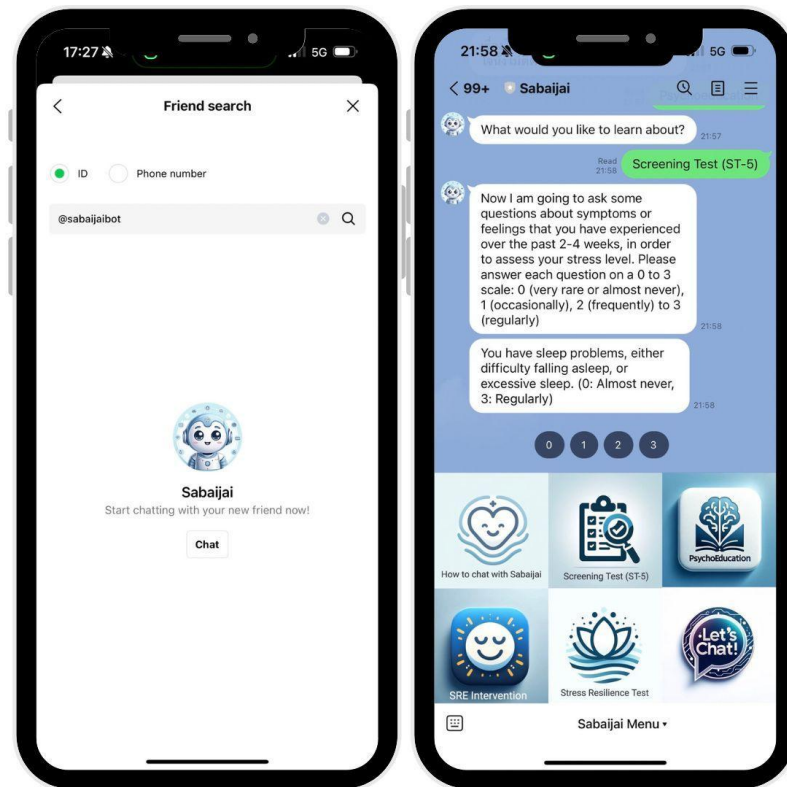 17:27
5G
Friend search
ID
Phone number
@sabaijaibot
Sabaijai
Start chatting with your new friend now!
Chat
21:58
5G
99+
Sabaijai
What would you like to learn about?
21:57
Read
21:58
Screening Test (ST-5)
Now I am going to ask some
questions about symptoms or
feelings that you have experienced
over the past 2-4 weeks, in order
to assess your stress level. Please
answer each question on a 0 to 3
scale: 0 (very rare or almost never),
1 (occasionally), 2 (frequently) to 3
(regularly)
21:58
You have sleep problems, either
difficulty falling asleep, or
excessive sleep. (0: Almost never,
3: Regularly)
21:58
0 1 2 3
How to chat with Sabaijai
Screening Test (ST-5)
PsychoEducation
SRE Intervention
Stress Resilience Test
Let's
Chat!
Sabaijai Menu